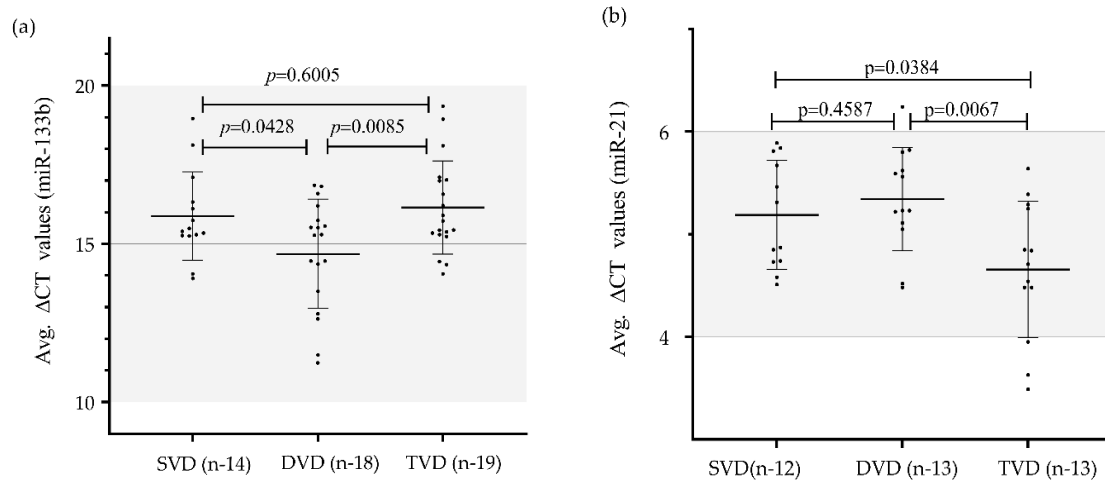 (a)
Avg. ΔCT values (miR-133b)
20
15
10
p=0.6005
p=0.0428
p=0.0085
SVD (n-14)
DVD (n-18)
TVD (n-19)
(b)
Avg. ΔCT values (miR-21)
6
4
p=0.0384
p=0.4587
p=0.0067
SVD(n-12)
DVD (n-13)
TVD (n-13)